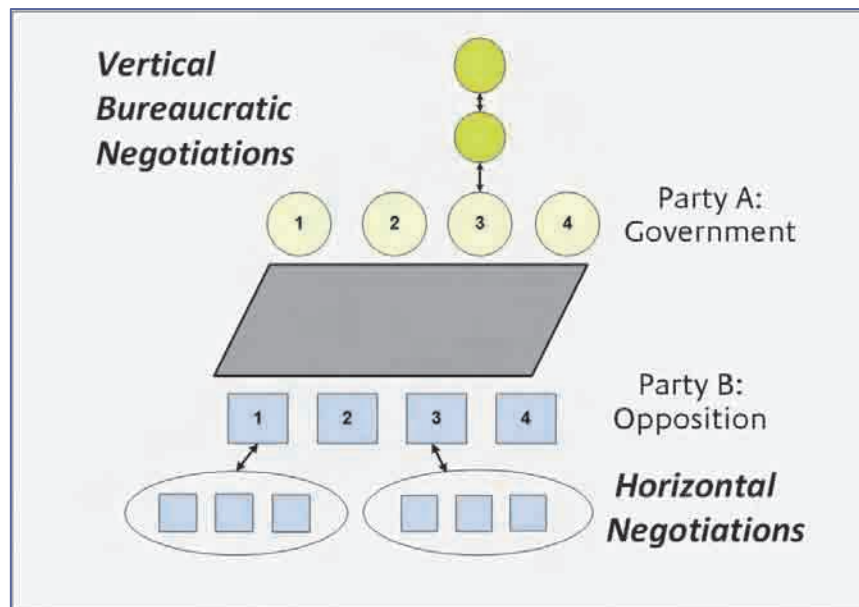 Vertical
Bureaucratic
Negotiations
1 2 3 4
Party A:
Government
1 2 3 4
Party B:
Opposition
Horizontal
Negotiations